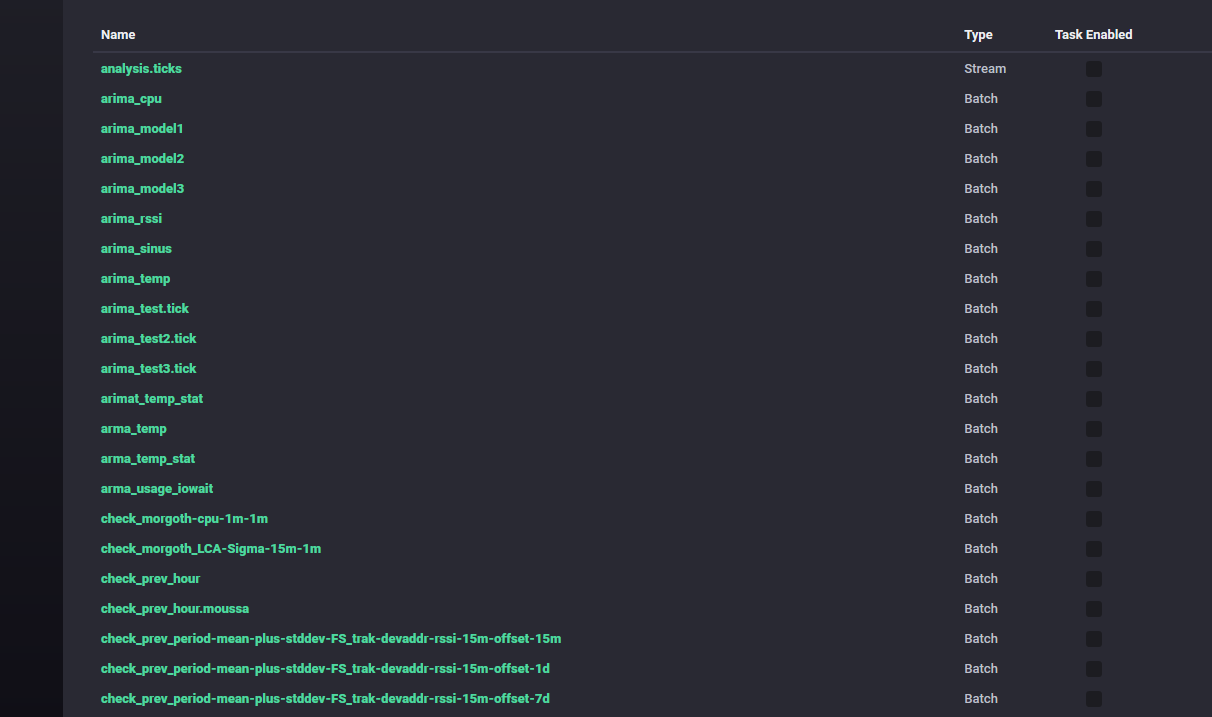 Name Type Task Enabled
analysis.ticks Stream
arima_cpu Batch
arima_model1 Batch
arima_model2 Batch
arima_model3 Batch
arima_rssi Batch
arima_sinus Batch
arima_temp Batch
arima_test.tick Batch
arima_test2.tick Batch
arima_test3.tick Batch
arimat_temp_stat Batch
arma_temp Batch
arma_temp_stat Batch
arma_usage_iowait Batch
check_morgoth-cpu-1m-1m Batch
check_morgoth_LCA-Sigma-15m-1m Batch
check_prev_hour Batch
check_prev_hour.moussa Batch
check_prev_period-mean-plus-stddev-FS_trak-devaddr-rssi-15m-offset-15m Batch
check_prev_period-mean-plus-stddev-FS_trak-devaddr-rssi-15m-offset-1d Batch
check_prev_period-mean-plus-stddev-FS_trak-devaddr-rssi-15m-offset-7d Batch